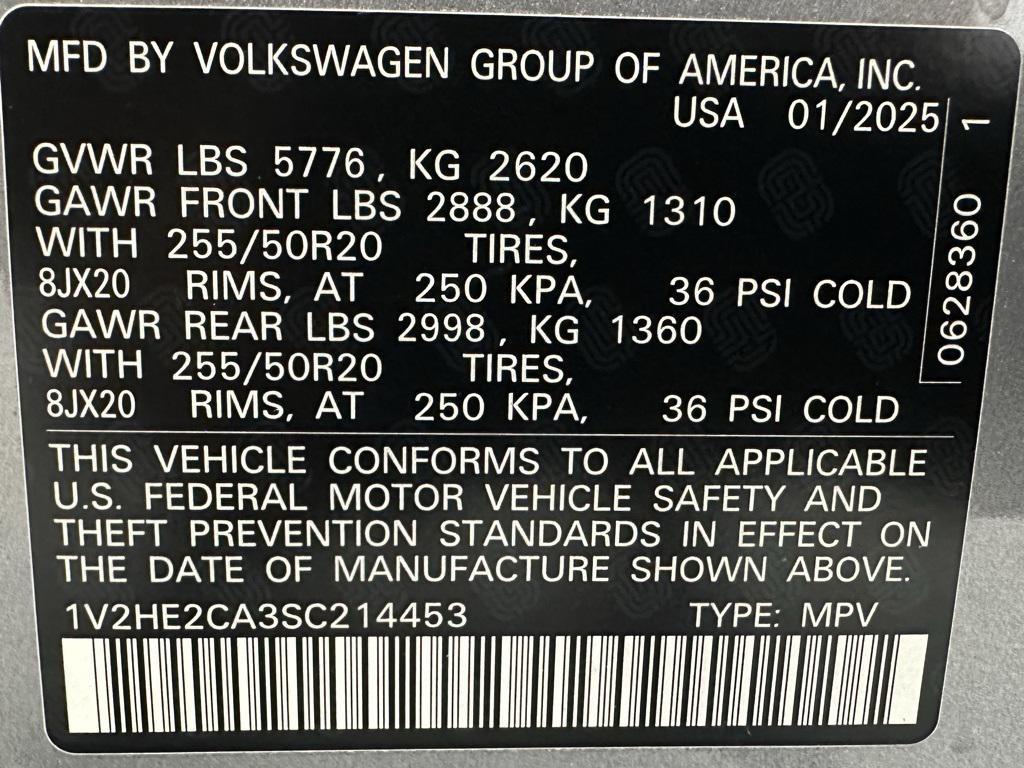 MFD BY VOLKSWAGEN GROUP OF AMERICA, INC.
USA 01/2025
GVWR LBS 5776, KG 2620
GAWR FRONT LBS 2888, KG 1310
WITH 255/50R20 TIRES,
8JX20 RIMS, AT 250 KPA, 36 PSI COLD
GAWR REAR LBS 2998, KG 1360
WITH 255/50R20 TIRES,
8JX20 RIMS, AT 250 KPA, 36 PSI COLD
0628360 1
THIS VEHICLE CONFORMS TO ALL APPLICABLE
U.S. FEDERAL MOTOR VEHICLE SAFETY AND
THEFT PREVENTION STANDARDS IN EFFECT ON
THE DATE OF MANUFACTURE SHOWN ABOVE.
1V2HE2CA3SC214453 TYPE: MPV